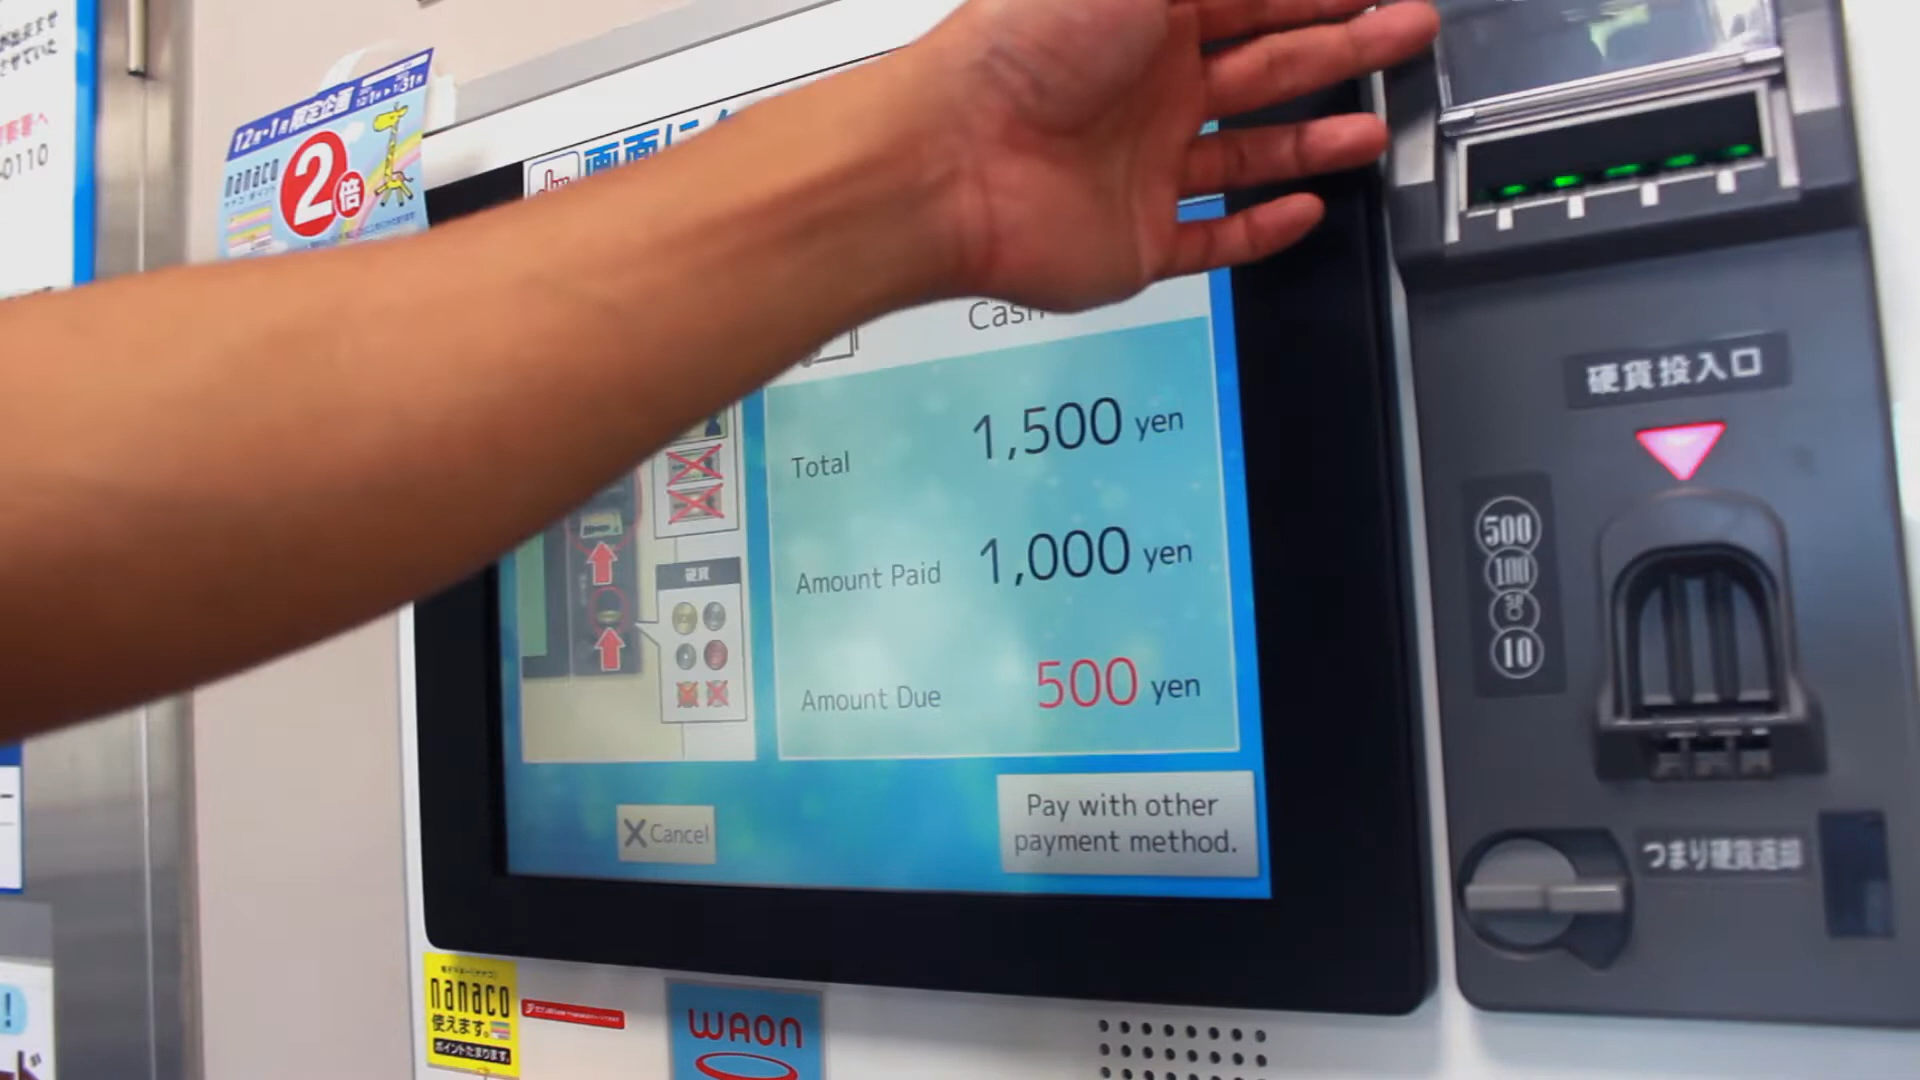 0110
12月・1月 限定企画
nanaco
2倍
画面に
Cash
Total 1,500 yen
Amount Paid 1,000 yen
Amount Due 500 yen
硬貨
Cancel
Pay with other
payment method.
硬貨投入口
500
100
50
10
つまり硬貨返却
nanaco
使えます。
ポイントたまります。
WAON